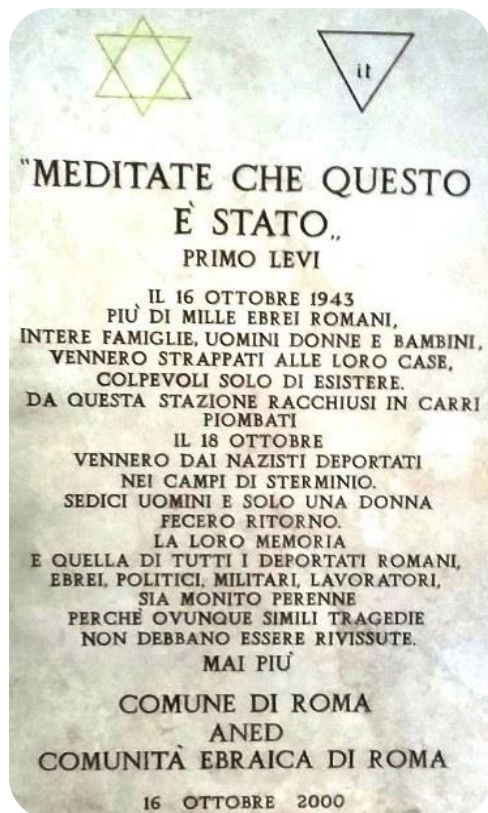 it
"MEDITATE CHE QUESTO
È STATO„
PRIMO LEVI
IL 16 OTTOBRE 1943
PIÙ DI MILLE EBREI ROMANI,
INTERE FAMIGLIE, UOMINI DONNE E BAMBINI,
VENNERO STRAPPATI ALLE LORO CASE,
COLPEVOLI SOLO DI ESISTERE.
DA QUESTA STAZIONE RACCHIUSI IN CARRI
PIOMBATI
IL 18 OTTOBRE
VENNERO DAI NAZISTI DEPORTATI
NEI CAMPI DI STERMINIO.
SEDICI UOMINI E SOLO UNA DONNA
FECERO RITORNO.
LA LORO MEMORIA
E QUELLA DI TUTTI I DEPORTATI ROMANI,
EBREI, POLITICI, MILITARI, LAVORATORI,
SIA MONITO PERENNE
PERCHÈ OVUNQUE SIMILI TRAGEDIE
NON DEBBANO ESSERE RIVISSUTE.
MAI PIÙ
COMUNE DI ROMA
ANED
COMUNITÀ EBRAICA DI ROMA
16 OTTOBRE 2000